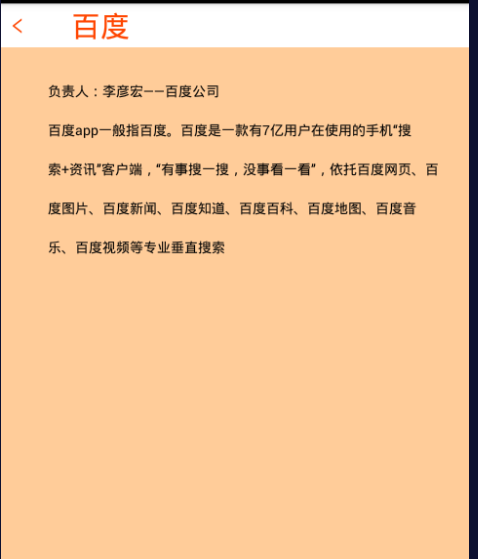 百度
负责人：李彦宏——百度公司
百度app一般指百度。百度是一款有7亿用户在使用的手机“搜
索+资讯”客户端，“有事搜一搜，没事看一看”，依托百度网页、百
度图片、百度新闻、百度知道、百度百科、百度地图、百度音
乐、百度视频等专业垂直搜索